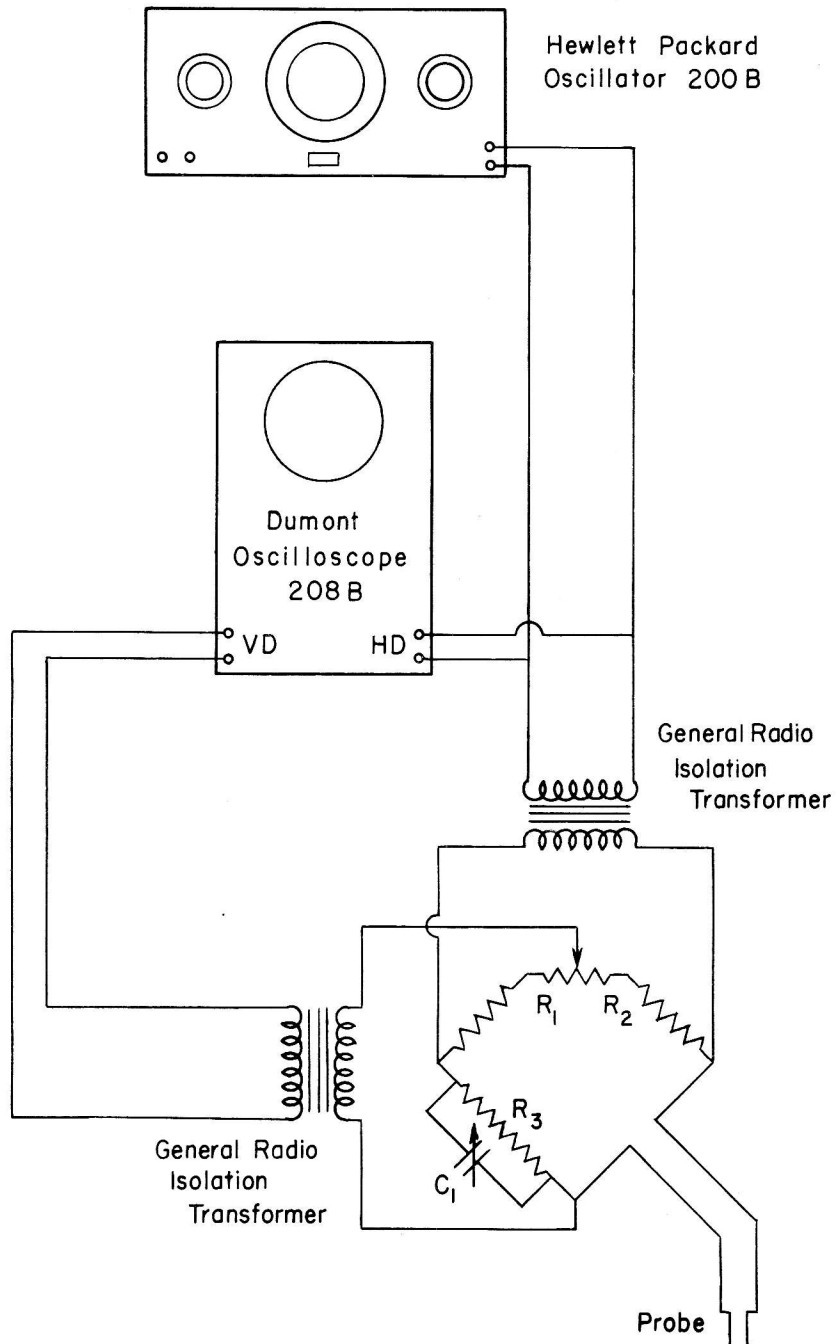 Hewlett Packard
Oscillator 200 B
Dumont
Oscilloscope
208 B
VD
HD
General Radio
Isolation
Transformer
R1
R2
R3
C1
General Radio
Isolation
Transformer
Probe